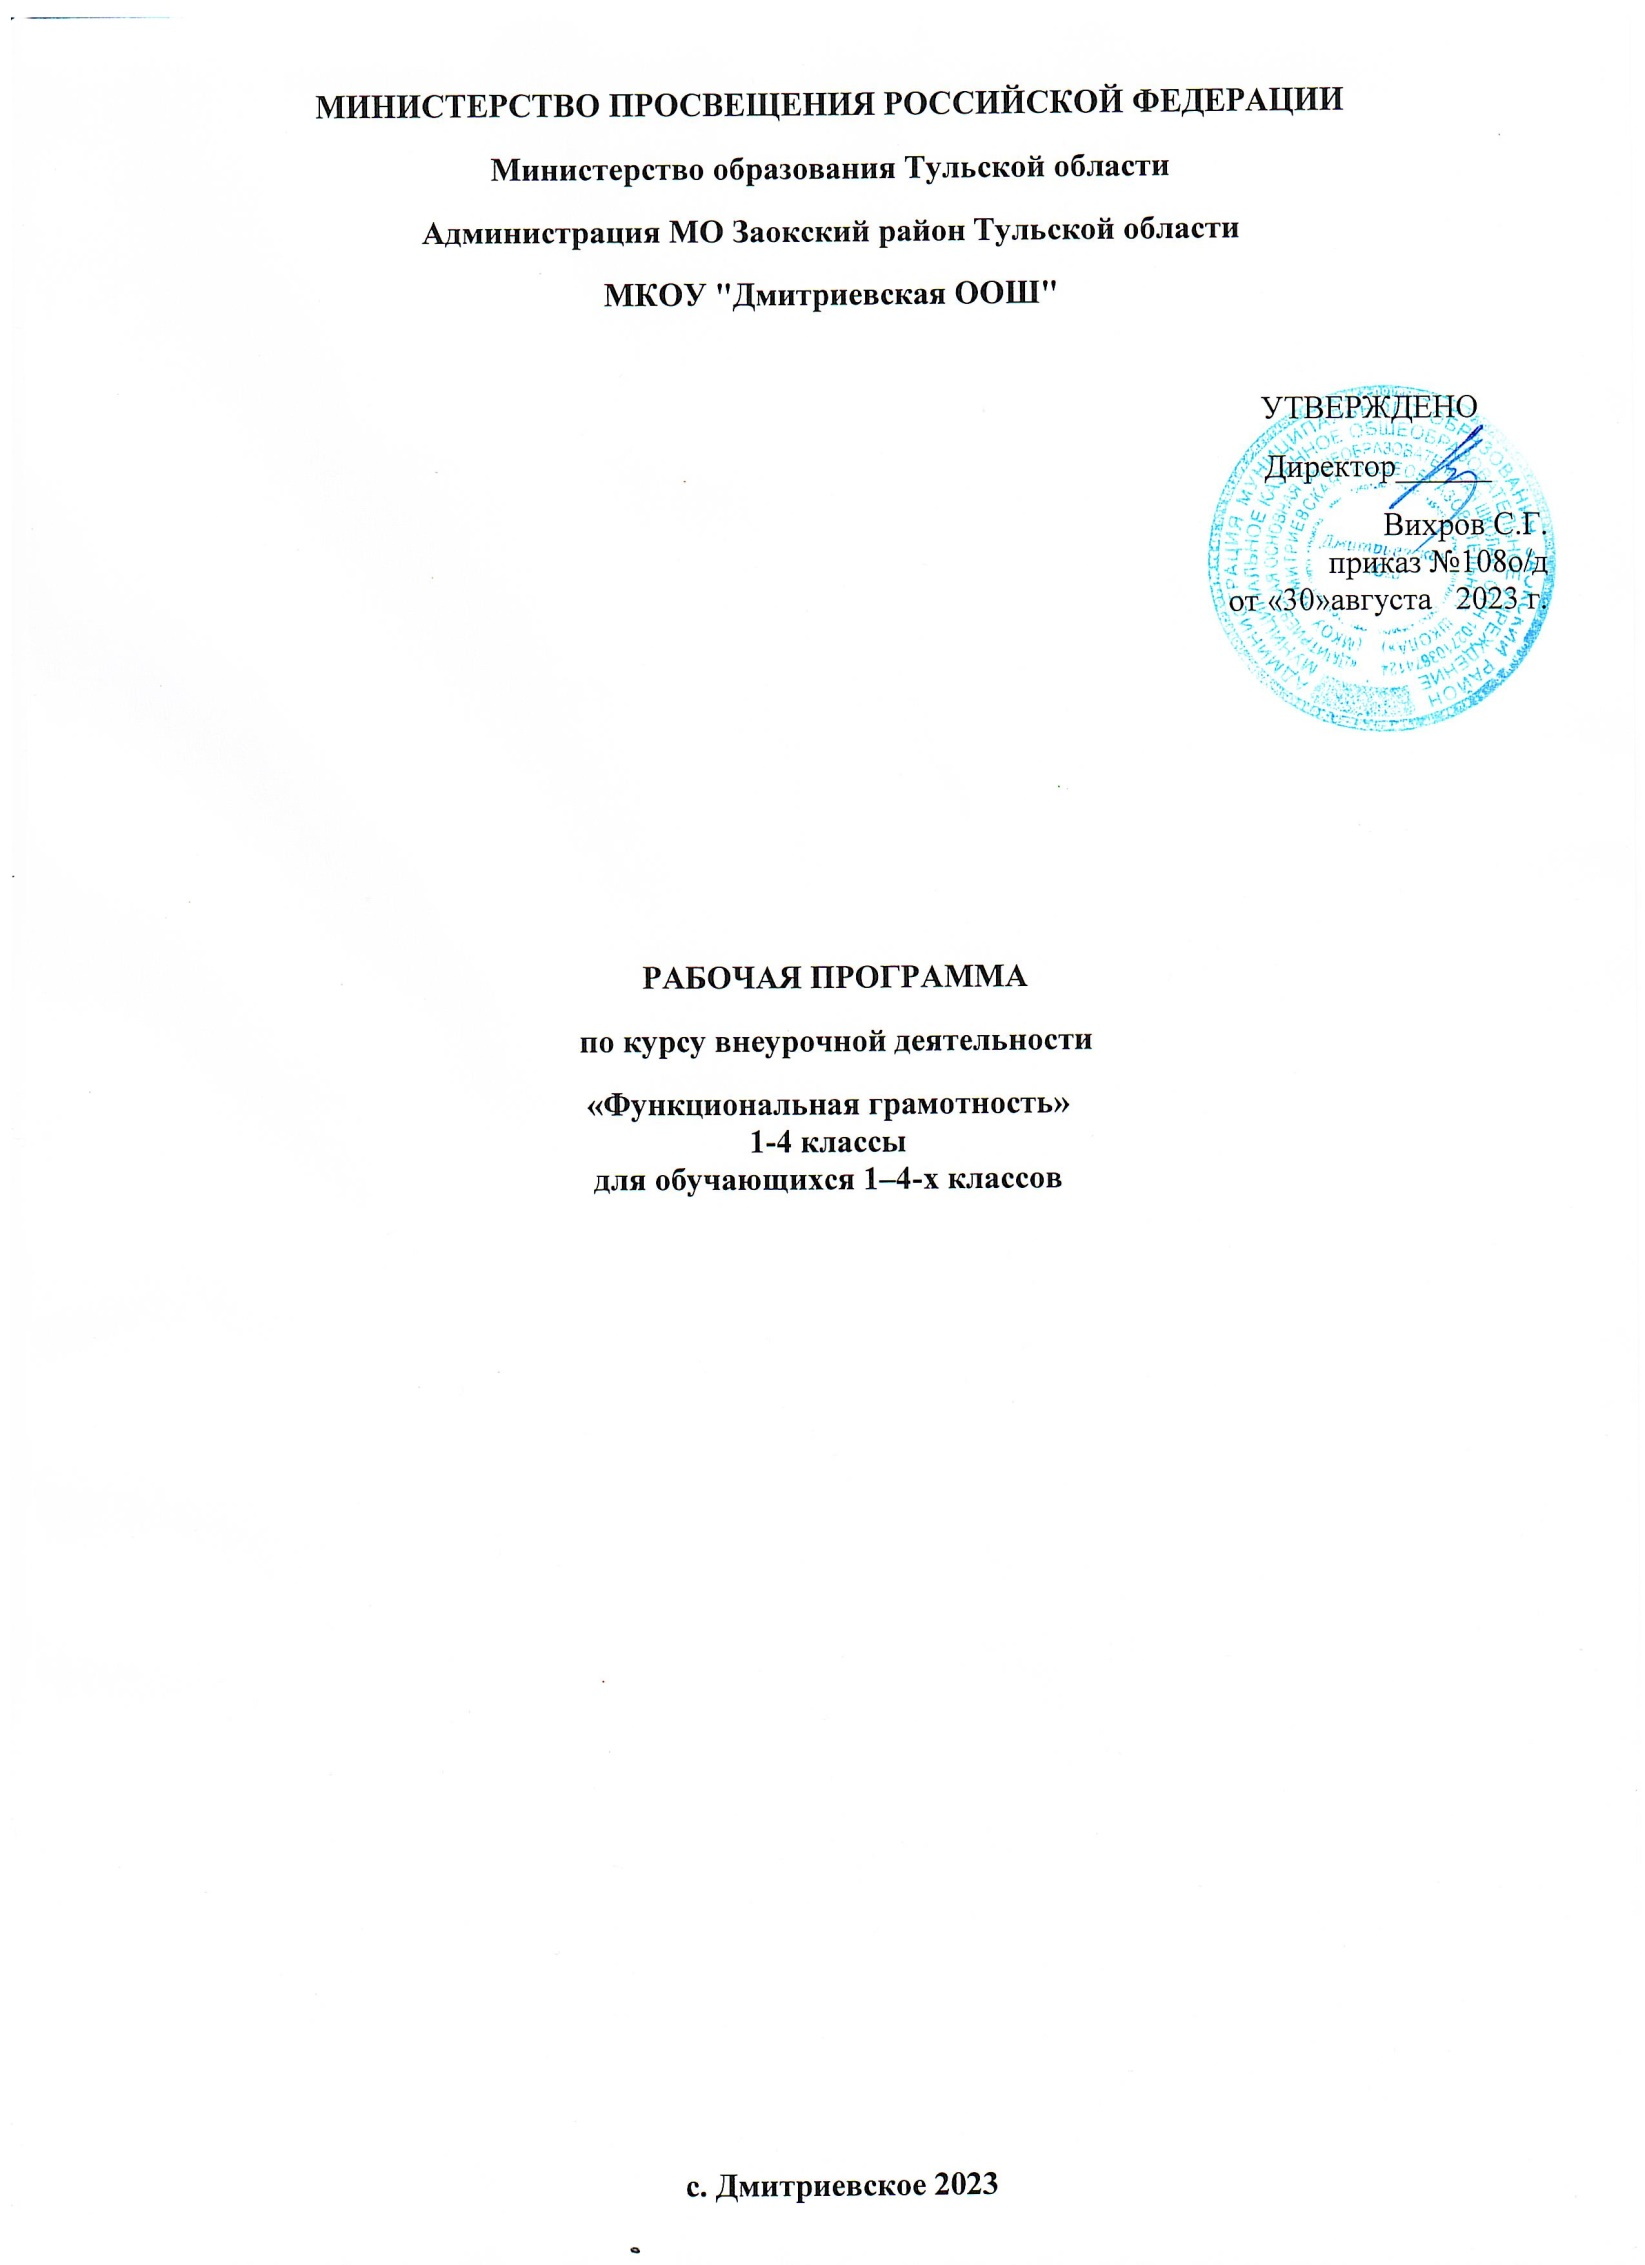 МИНИСТЕРСТВО ПРОСВЕЩЕНИЯ РОССИЙСКОЙ ФЕДЕРАЦИИ
Министерство образования Тульской области
Администрация МО Заокский район Тульской области
МКОУ "Дмитриевская ООШ"
УТВЕРЖДЕНО
Директор______
Вихров С.Г.
приказ №108о/д
от «30»августа 2023 г.
РАБОЧАЯ ПРОГРАММА
по курсу внеурочной деятельности
«Функциональная грамотность»
1-4 классы
для обучающихся 1–4-х классов
с. Дмитриевское 2023